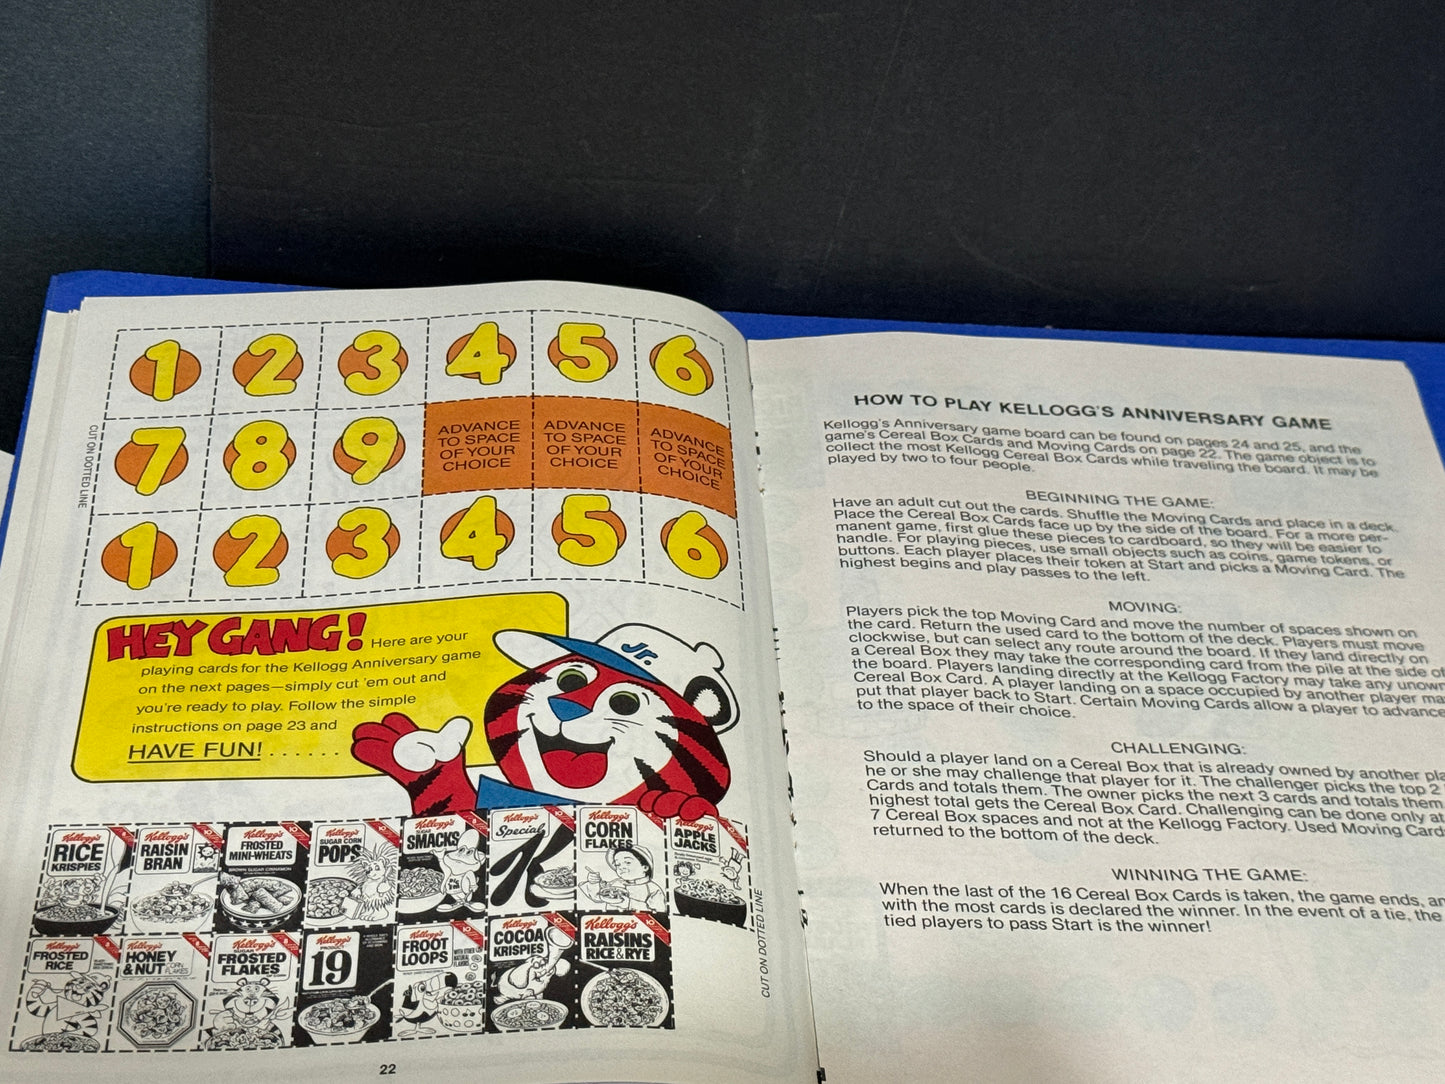 1 2 3 4 5 6
7 8 9
ADVANCE
TO SPACE
OF YOUR
CHOICE
ADVANCE
TO SPACE
OF YOUR
CHOICE
ADVANCE
TO SPACE
OF YOUR
CHOICE
1 2 3 4 5 6
CUT ON DOTTED LINE
HEY GANG! Here are your
playing cards for the Kellogg Anniversary game
on the next pages—simply cut 'em out and
you're ready to play. Follow the simple
instructions on page 23 and
HAVE FUN! . . . . . .
Jr.
Kellogg's
RICE
KRISPIES
Kellogg's
RAISIN
BRAN
Kellogg's
FROSTED
MINI-WHEATS
BROWN SUGAR CINNAMON
Kellogg's
SUGAR CORN
POPS
Kellogg's
SUGAR
SMACKS
Kellogg's
Special
K
Kellogg's
CORN
FLAKES
Kellogg's
APPLE
JACKS
Kellogg's
FROSTED
RICE
Kellogg's
HONEY
& NUT CORN
FLAKES
Kellogg's
SUGAR
FROSTED
FLAKES
Kellogg's
PRODUCT
19
Kellogg's
FROOT
LOOPS
Kellogg's
COCOA
KRISPIES
Kellogg's
RAISINS
RICE & RYE
CUT ON DOTTED LINE
22
HOW TO PLAY KELLOGG'S ANNIVERSARY GAME
Kellogg's Anniversary game board can be found on pages 24 and 25, and the
game's Cereal Box Cards and Moving Cards on page 22. The game object is to
collect the most Kellogg Cereal Box Cards while traveling the board. It may be
played by two to four people.
BEGINNING THE GAME:
Have an adult cut out the cards. Shuffle the Moving Cards and place in a deck.
Place the Cereal Box Cards face up by the side of the board. For a more per-
manent game, first glue these pieces to cardboard, so they will be easier to
handle. For playing pieces, use small objects such as coins, game tokens, or
buttons. Each player places their token at Start and picks a Moving Card. The
highest begins and play passes to the left.
MOVING:
Players pick the top Moving Card and move the number of spaces shown on
the card. Return the used card to the bottom of the deck. Players must move
clockwise, but can select any route around the board. If they land directly on
a Cereal Box they may take the corresponding card from the pile at the side of
the board. Players landing directly at the Kellogg Factory may take any unown
Cereal Box Card. A player landing on a space occupied by another player may
put that player back to Start. Certain Moving Cards allow a player to advance
to the space of their choice.
CHALLENGING:
Should a player land on a Cereal Box that is already owned by another pla
he or she may challenge that player for it. The challenger picks the top 2
Cards and totals them. The owner picks the next 3 cards and totals them
highest total gets the Cereal Box Card. Challenging can be done only at
7 Cereal Box spaces and not at the Kellogg Factory. Used Moving Card
returned to the bottom of the deck.
WINNING THE GAME:
When the last of the 16 Cereal Box Cards is taken, the game ends, an
with the most cards is declared the winner. In the event of a tie, the
tied players to pass Start is the winner!